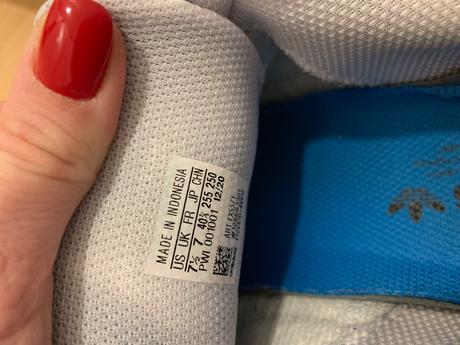 MADE IN INDONESIA
US UK FR JP CHN
7½ 7 40⅔ 255 250
PWI 001001 12/20